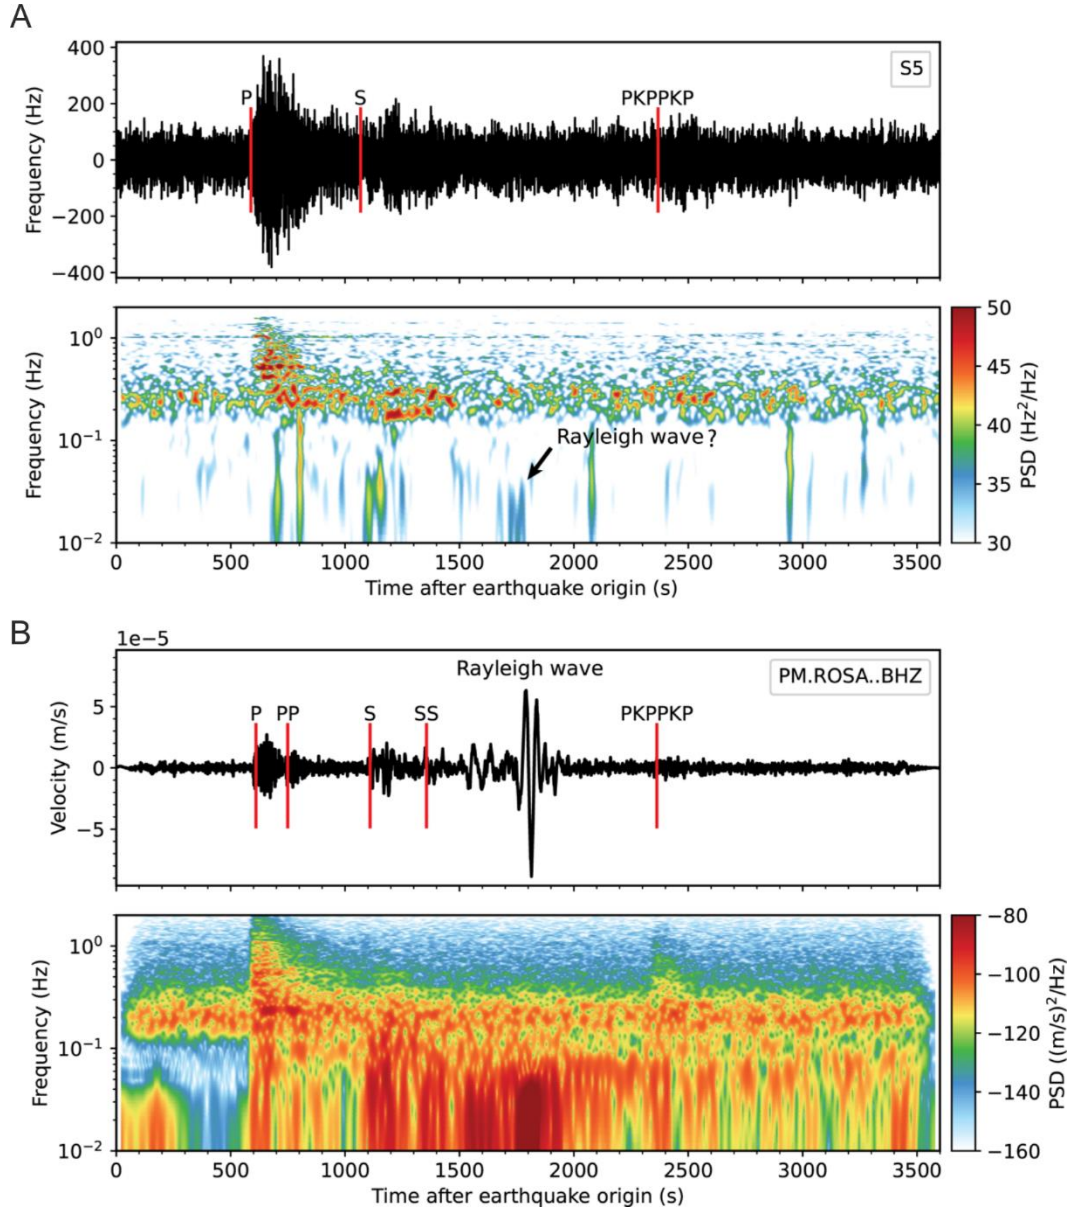 A
400
200
0
−200
−400
Frequency (Hz)
P
S
PKPPKP
S5
10⁰
10⁻¹
10⁻²
Frequency (Hz)
Rayleigh wave?
0 500 1000 1500 2000 2500 3000 3500
Time after earthquake origin (s)
50
45
40
35
30
PSD (Hz²/Hz)
B
1e−5
5
0
−5
Velocity (m/s)
Rayleigh wave
PM.ROSA..BHZ
P PP S SS PKPPKP
10⁰
10⁻¹
10⁻²
Frequency (Hz)
0 500 1000 1500 2000 2500 3000 3500
Time after earthquake origin (s)
−80
−100
−120
−140
−160
PSD ((m/s)²/Hz)